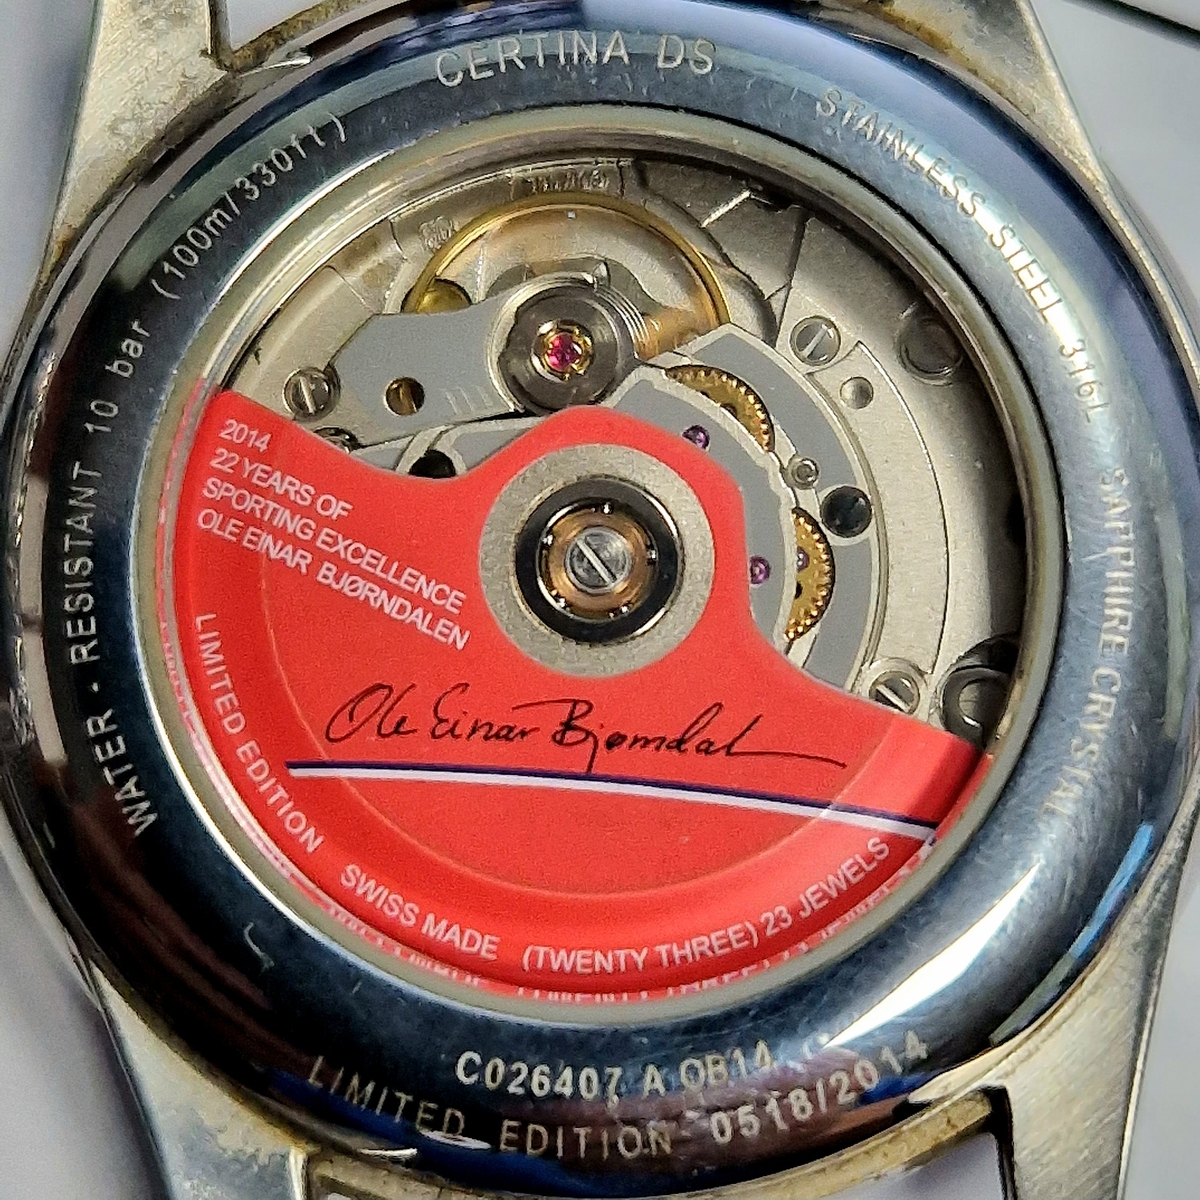 CERTINA DS
STAINLESS STEEL 316L
SAPPHIRE CRYSTAL
WATER - RESISTANT 10 bar (100m/330ft)
2014
22 YEARS OF
SPORTING EXCELLENCE
OLE EINAR BJØRNDALEN
Ole Einar Bjørndal
LIMITED EDITION
SWISS MADE
(TWENTY THREE) 23 JEWELS
C026407 A OB14
LIMITED EDITION 0518/2014